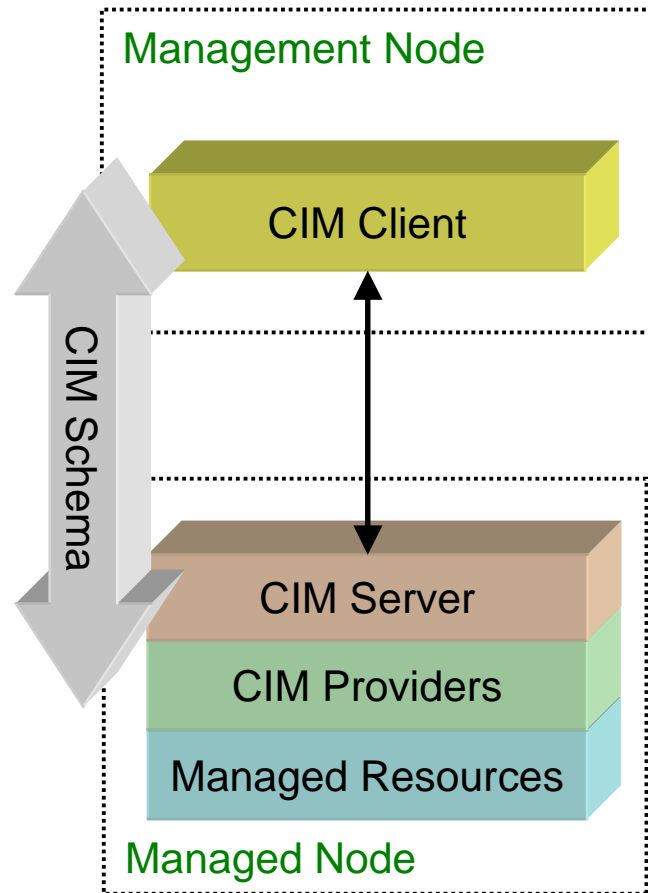 Management Node
CIM Client
CIM Schema
CIM Server
CIM Providers
Managed Resources
Managed Node